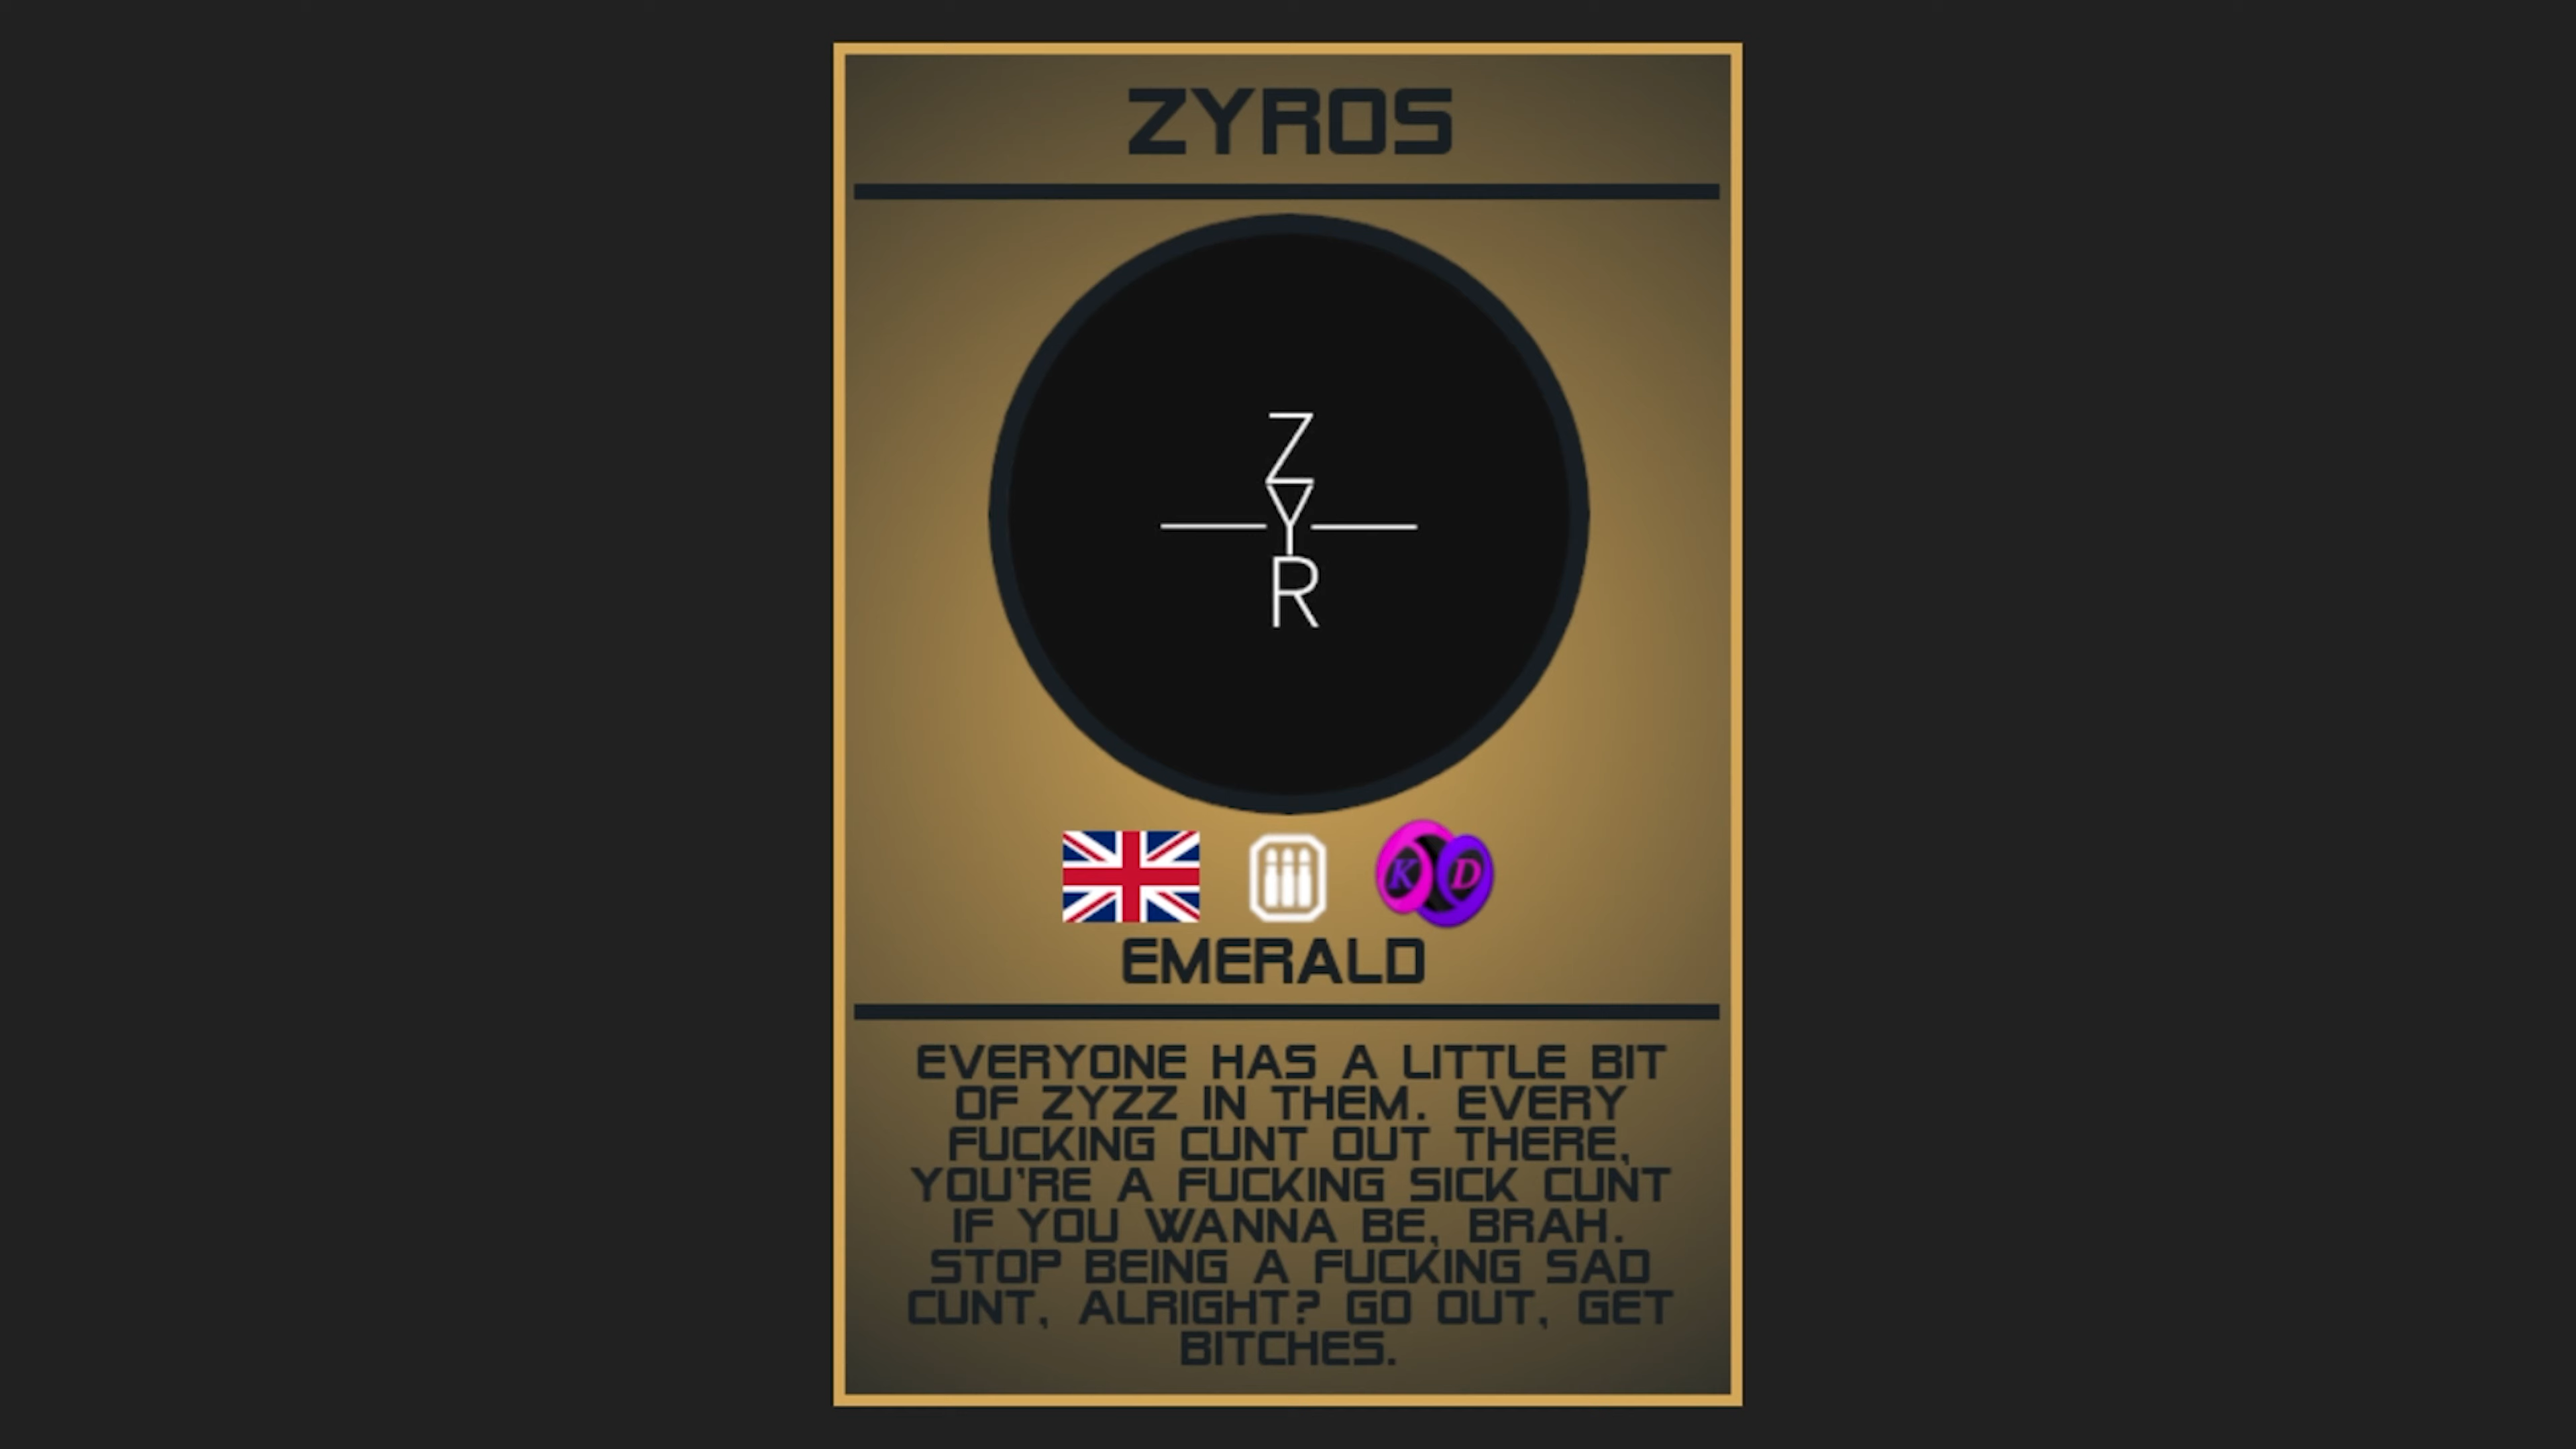 ZYROS
Z
Y
R
K D
EMERALD
EVERYONE HAS A LITTLE BIT
OF ZYZZ IN THEM. EVERY
FUCKING CUNT OUT THERE,
YOU'RE A FUCKING SICK CUNT
IF YOU WANNA BE, BRAH.
STOP BEING A FUCKING SAD
CUNT, ALRIGHT? GO OUT, GET
BITCHES.